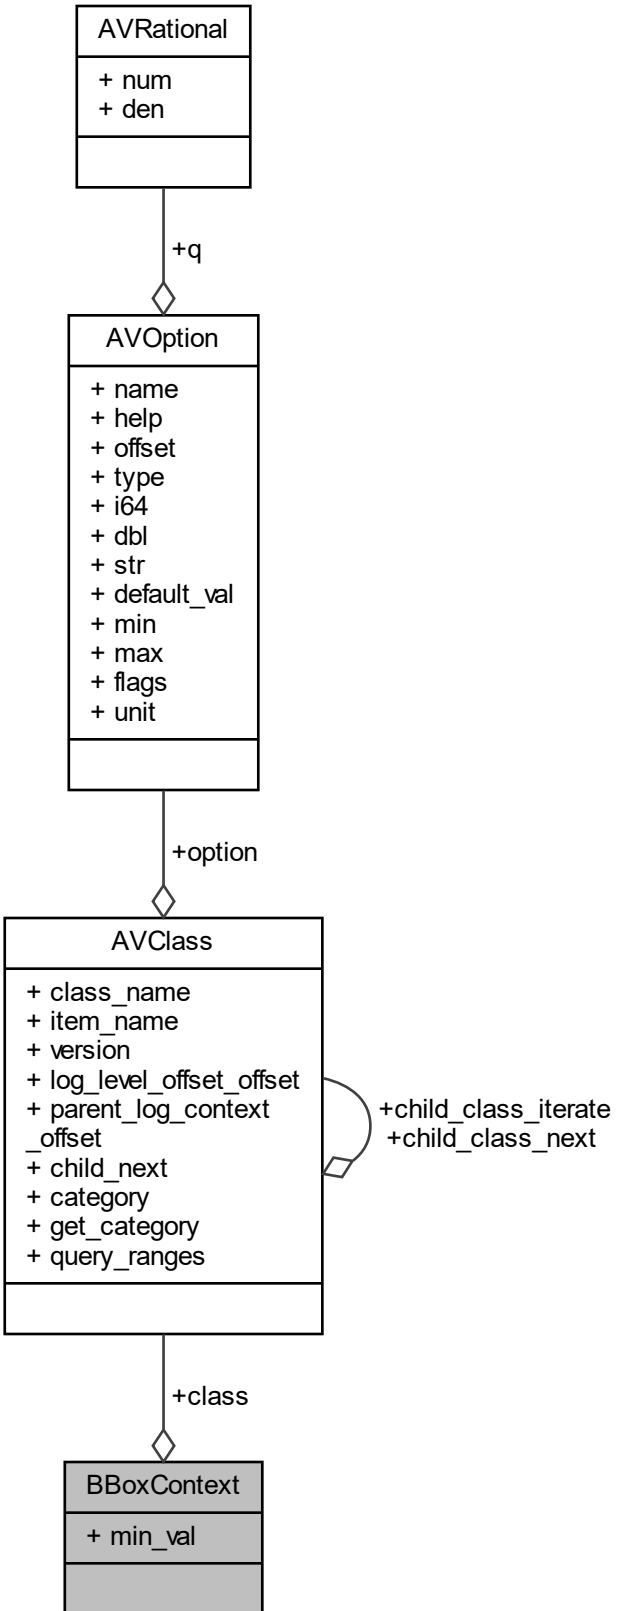 AVRational
+ num
+ den
+q
AVOption
+ name
+ help
+ offset
+ type
+ i64
+ dbl
+ str
+ default_val
+ min
+ max
+ flags
+ unit
+option
AVClass
+ class_name
+ item_name
+ version
+ log_level_offset_offset
+ parent_log_context
_offset
+ child_next
+ category
+ get_category
+ query_ranges
+child_class_iterate
+child_class_next
+class
BBoxContext
+ min_val